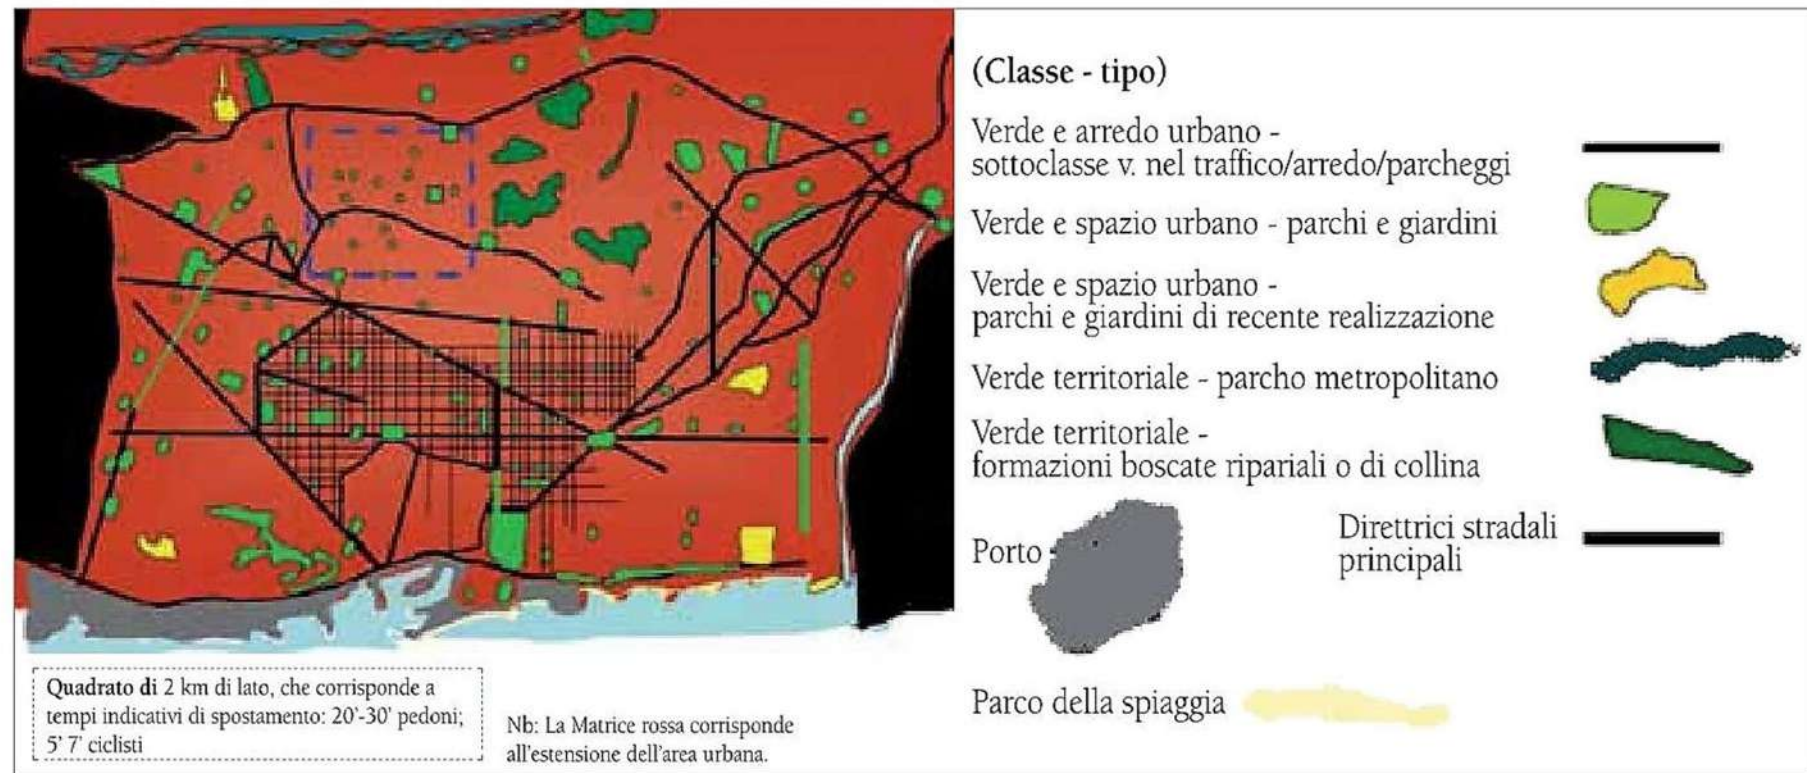 (Classe - tipo)
Verde e arredo urbano -
sottoclasse v. nel traffico/arredo/parcheggi
Verde e spazio urbano - parchi e giardini
Verde e spazio urbano -
parchi e giardini di recente realizzazione
Verde territoriale - parcho metropolitano
Verde territoriale -
formazioni boscate ripariali o di collina
Porto
Direttrici stradali
principali
Parco della spiaggia
Quadrato di 2 km di lato, che corrisponde a
tempi indicativi di spostamento: 20'-30' pedoni;
5' 7' ciclisti
Nb: La Matrice rossa corrisponde
all'estensione dell'area urbana.